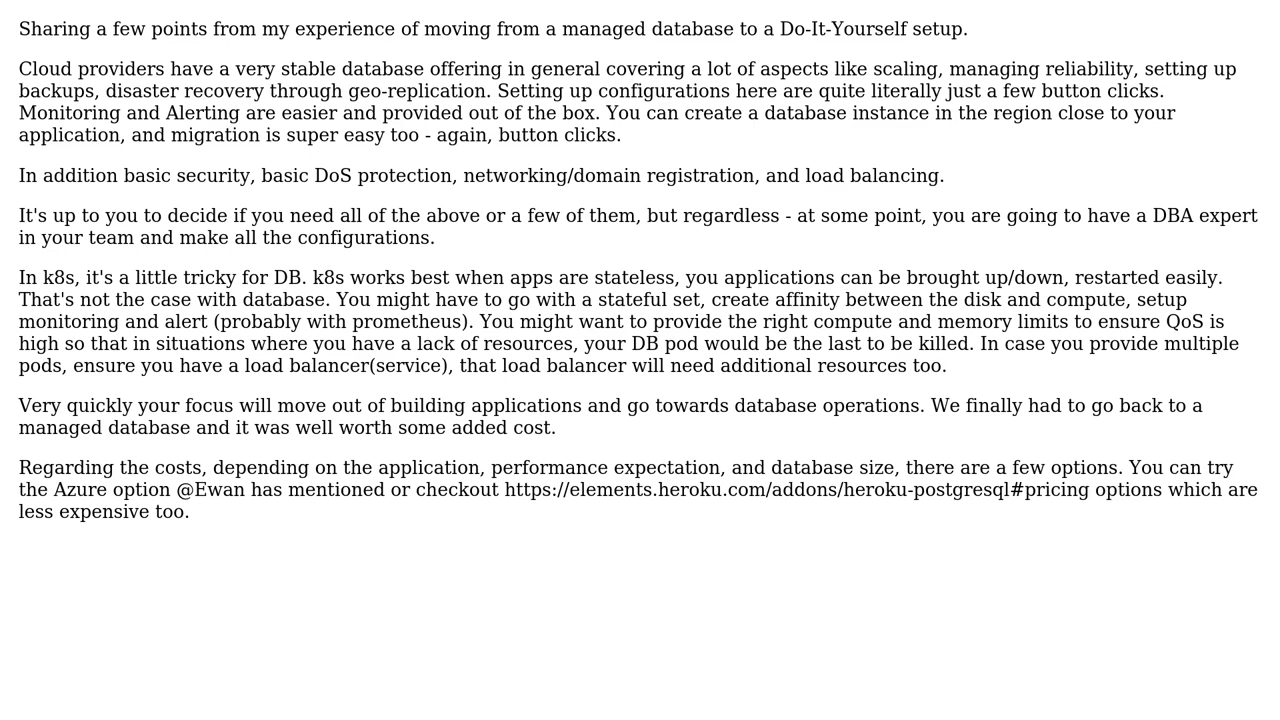 Sharing a few points from my experience of moving from a managed database to a Do-It-Yourself setup.
Cloud providers have a very stable database offering in general covering a lot of aspects like scaling, managing reliability, setting up
backups, disaster recovery through geo-replication. Setting up configurations here are quite literally just a few button clicks.
Monitoring and Alerting are easier and provided out of the box. You can create a database instance in the region close to your
application, and migration is super easy too - again, button clicks.
In addition basic security, basic DoS protection, networking/domain registration, and load balancing.
It's up to you to decide if you need all of the above or a few of them, but regardless - at some point, you are going to have a DBA expert
in your team and make all the configurations.
In k8s, it's a little tricky for DB. k8s works best when apps are stateless, you applications can be brought up/down, restarted easily.
That's not the case with database. You might have to go with a stateful set, create affinity between the disk and compute, setup
monitoring and alert (probably with prometheus). You might want to provide the right compute and memory limits to ensure QoS is
high so that in situations where you have a lack of resources, your DB pod would be the last to be killed. In case you provide multiple
pods, ensure you have a load balancer(service), that load balancer will need additional resources too.
Very quickly your focus will move out of building applications and go towards database operations. We finally had to go back to a
managed database and it was well worth some added cost.
Regarding the costs, depending on the application, performance expectation, and database size, there are a few options. You can try
the Azure option @Ewan has mentioned or checkout https://elements.heroku.com/addons/heroku-postgresql#pricing options which are
less expensive too.